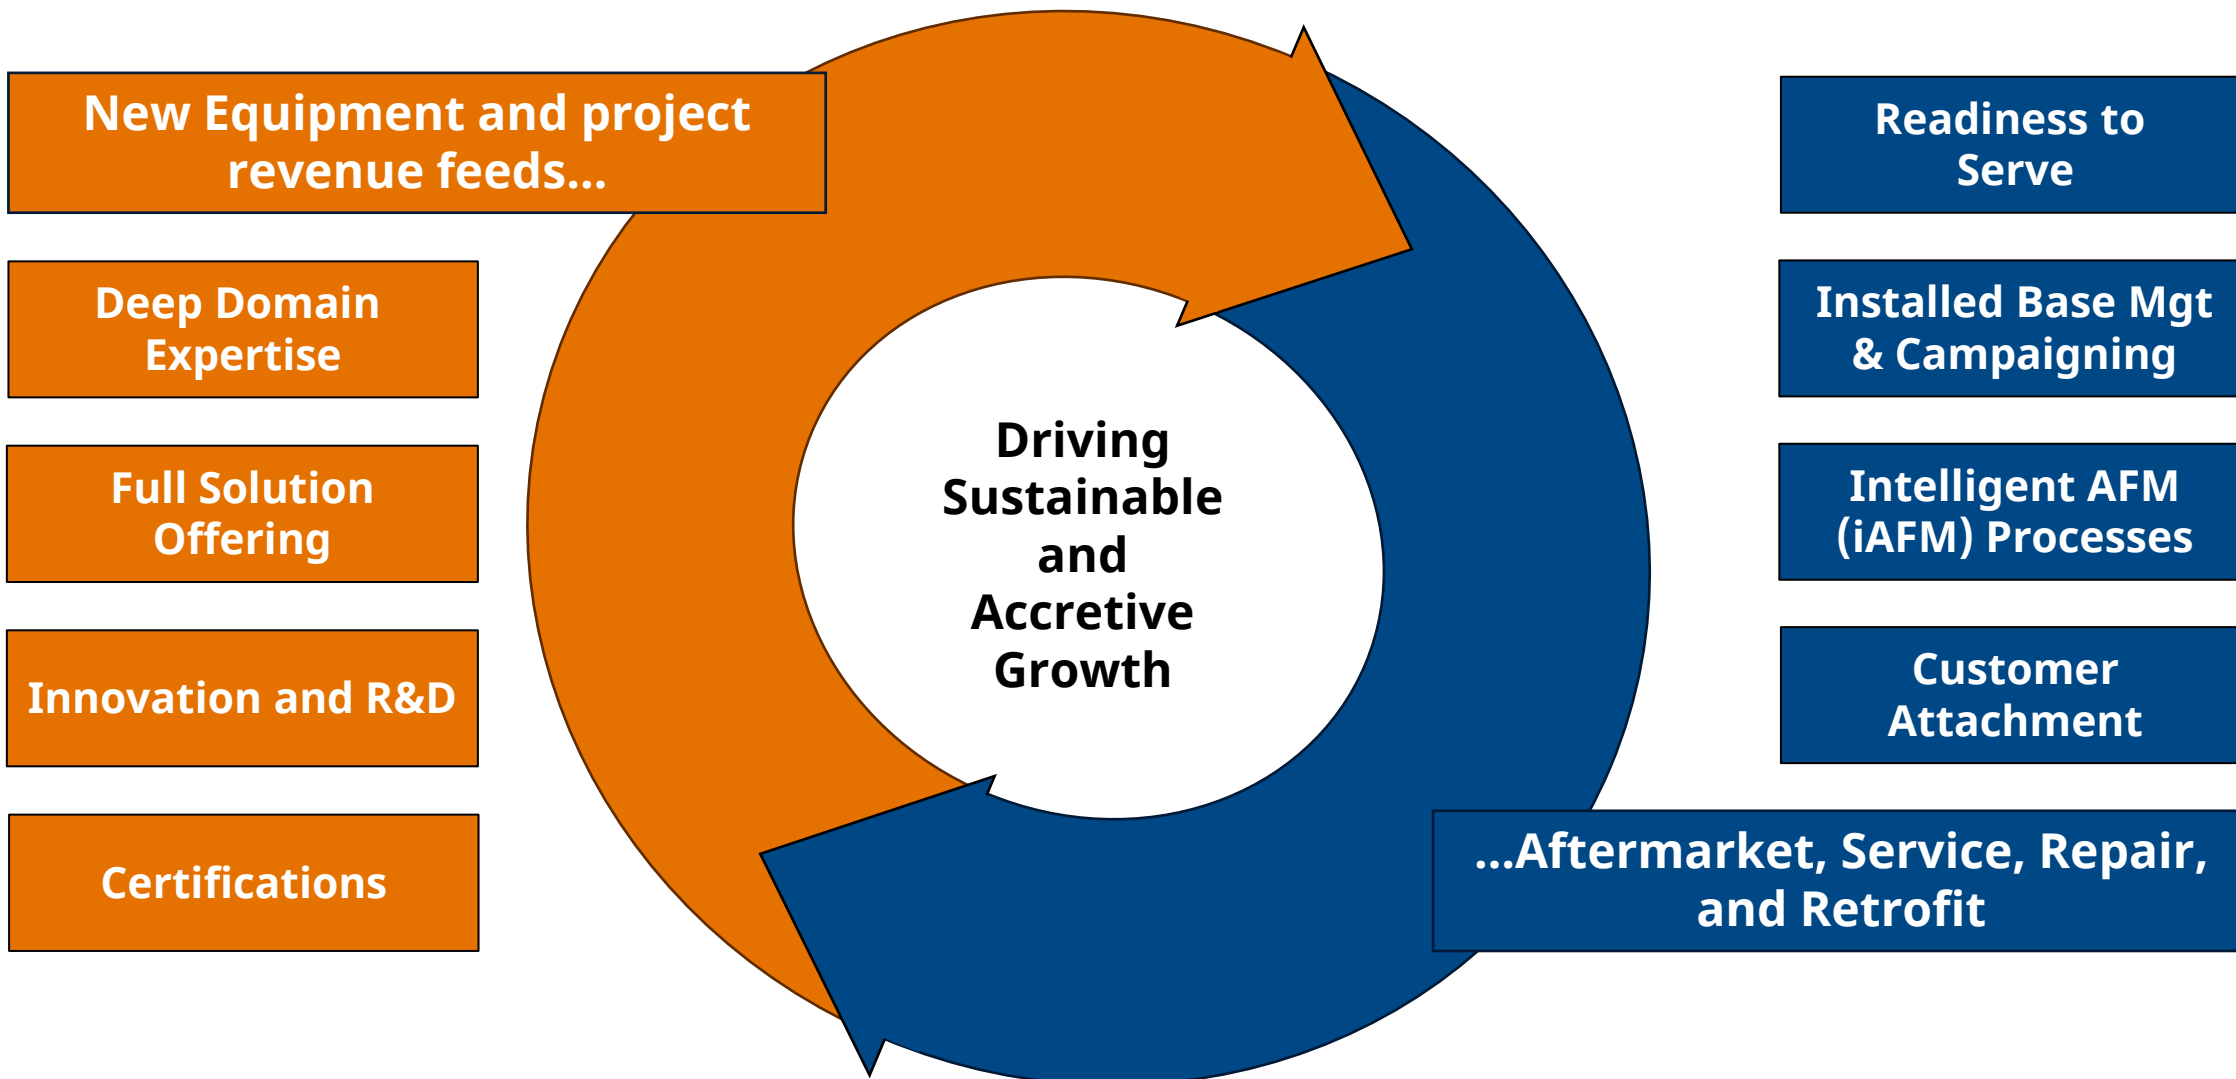 New Equipment and project
revenue feeds...
Deep Domain
Expertise
Full Solution
Offering
Innovation and R&D
Certifications
Driving
Sustainable
and
Accretive
Growth
Readiness to
Serve
Installed Base Mgt
& Campaigning
Intelligent AFM
(iAFM) Processes
Customer
Attachment
...Aftermarket, Service, Repair,
and Retrofit